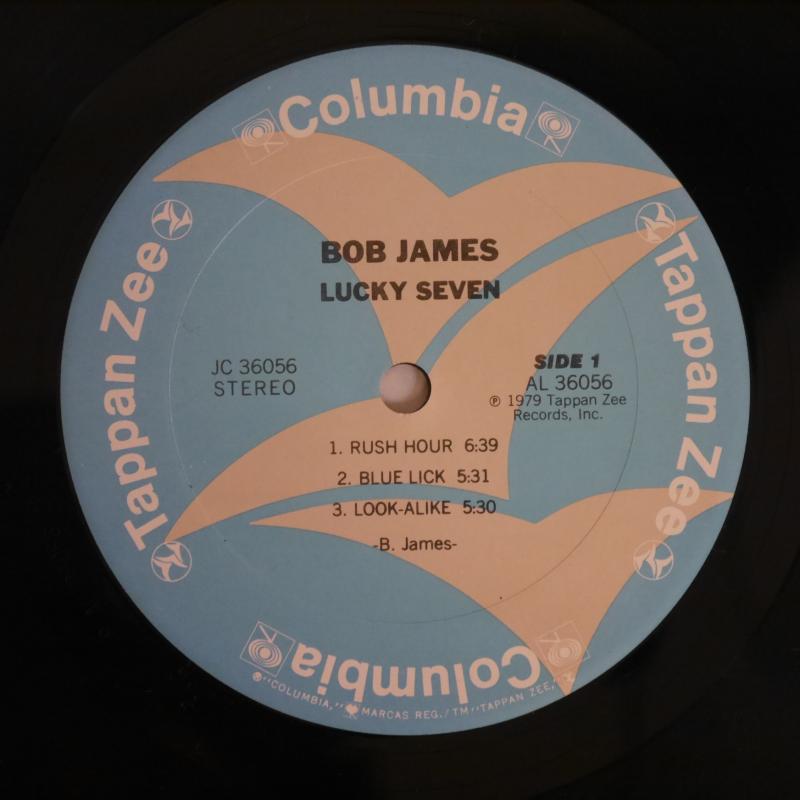 Columbia
Tappan Zee
Tappan Zee
BOB JAMES
LUCKY SEVEN
JC 36056
STEREO
SIDE 1
AL 36056
℗ 1979 Tappan Zee
Records, Inc.
1. RUSH HOUR 6:39
2. BLUE LICK 5:31
3. LOOK-ALIKE 5:30
-B. James-
Columbia
®"COLUMBIA," MARCAS REG./TM "TAPPAN ZEE,"